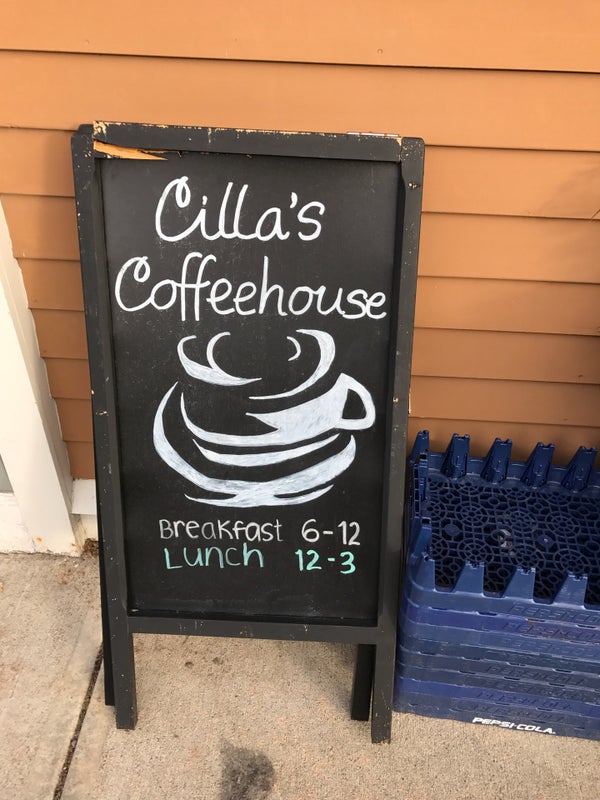 Cilla's
Coffeehouse
Breakfast 6-12
Lunch 12-3
PEPSI-COLA